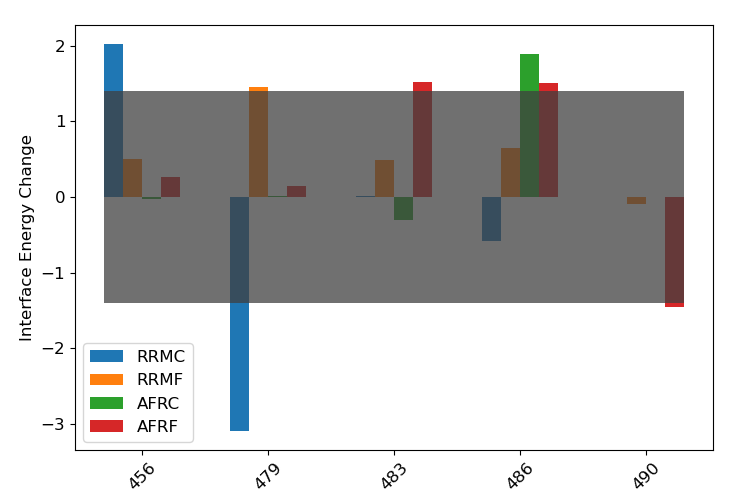 2
1
0
−1
−2
−3
Interface Energy Change
RRMC
RRMF
AFRC
AFRF
456
479
483
486
490